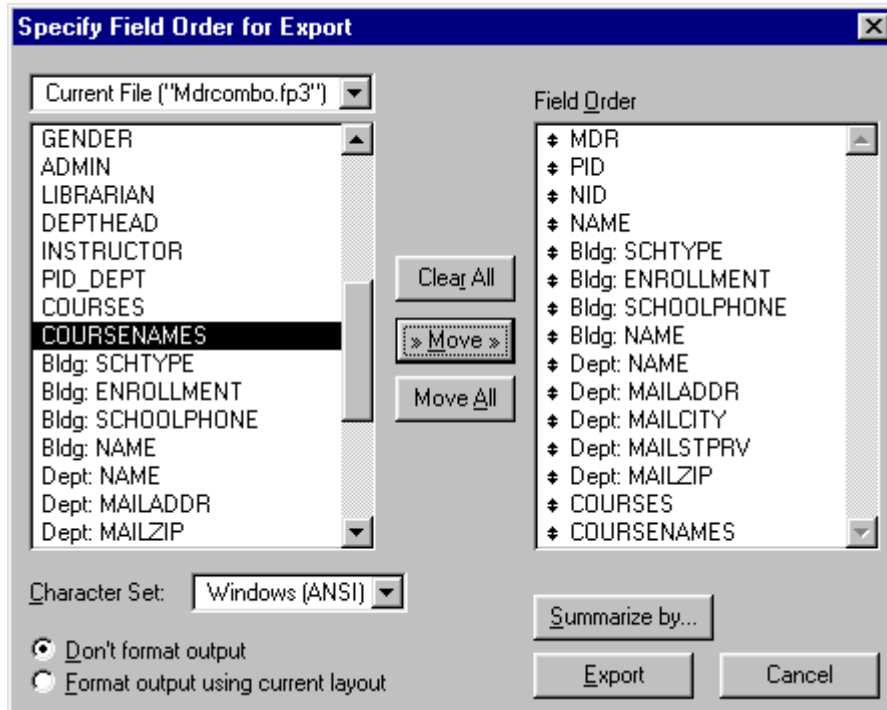 Specify Field Order for Export
Current File ("Mdrcombo.fp3")
GENDER
ADMIN
LIBRARIAN
DEPTHEAD
INSTRUCTOR
PID_DEPT
COURSES
COURSENAMES
Bldg: SCHTYPE
Bldg: ENROLLMENT
Bldg: SCHOOLPHONE
Bldg: NAME
Dept: NAME
Dept: MAILADDR
Dept: MAILZIP
Clear All
» Move »
Move All
Field Order
MDR
PID
NID
NAME
Bldg: SCHTYPE
Bldg: ENROLLMENT
Bldg: SCHOOLPHONE
Bldg: NAME
Dept: NAME
Dept: MAILADDR
Dept: MAILCITY
Dept: MAILSTPRV
Dept: MAILZIP
COURSES
COURSENAMES
Character Set: Windows (ANSI)
Don't format output
Format output using current layout
Summarize by...
Export Cancel